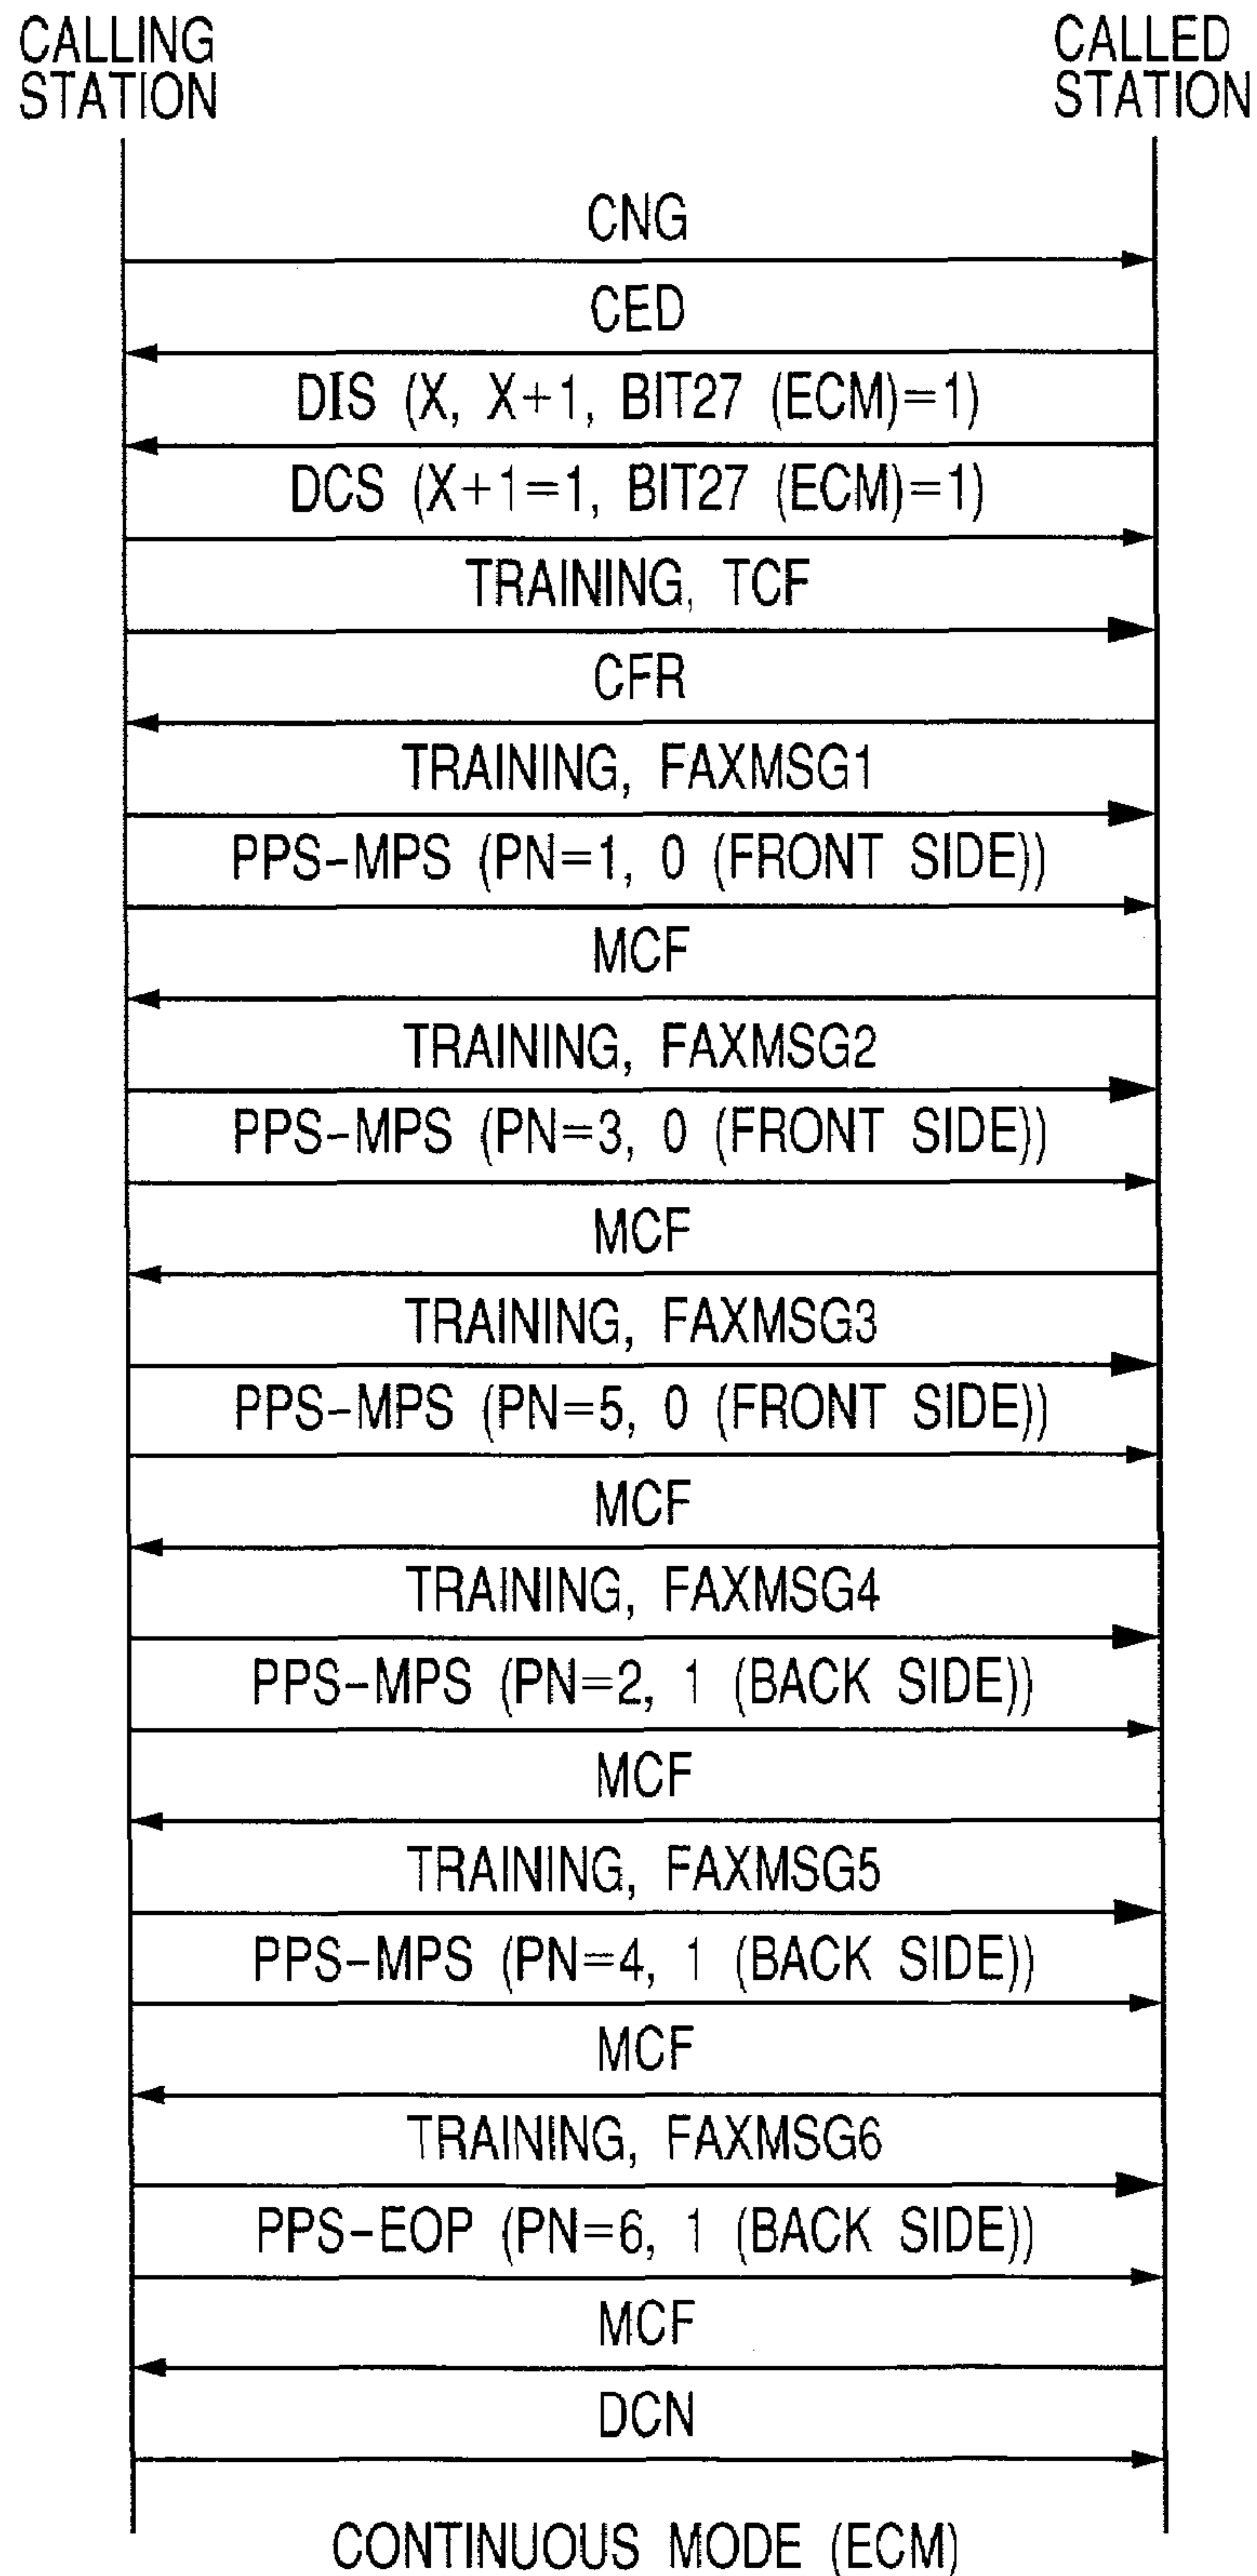 CALLING
STATION
CALLED
STATION
CNG
CED
DIS (X, X+1, BIT27 (ECM)=1)
DCS (X+1=1, BIT27 (ECM)=1)
TRAINING, TCF
CFR
TRAINING, FAXMSG1
PPS-MPS (PN=1, 0 (FRONT SIDE))
MCF
TRAINING, FAXMSG2
PPS-MPS (PN=3, 0 (FRONT SIDE))
MCF
TRAINING, FAXMSG3
PPS-MPS (PN=5, 0 (FRONT SIDE))
MCF
TRAINING, FAXMSG4
PPS-MPS (PN=2, 1 (BACK SIDE))
MCF
TRAINING, FAXMSG5
PPS-MPS (PN=4, 1 (BACK SIDE))
MCF
TRAINING, FAXMSG6
PPS-EOP (PN=6, 1 (BACK SIDE))
MCF
DCN
CONTINUOUS MODE (ECM)